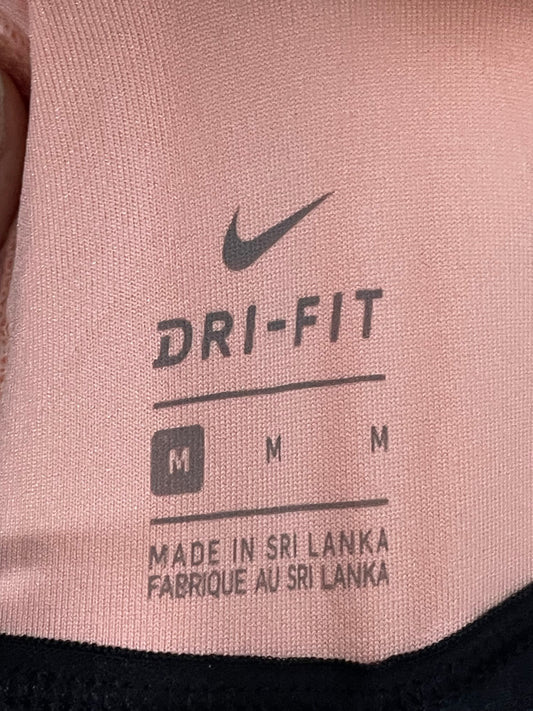 DRI-FIT
M M M
MADE IN SRI LANKA
FABRIQUE AU SRI LANKA